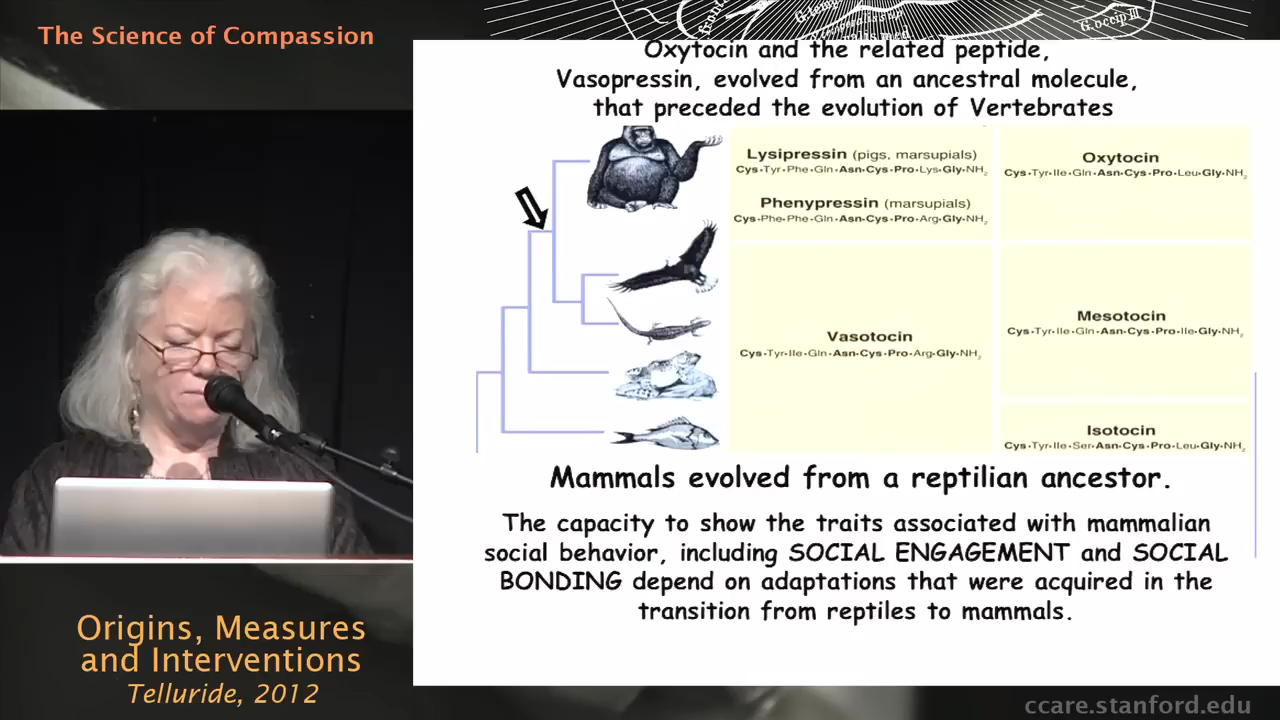 The Science of Compassion
G.occip III
Oxytocin and the related peptide,
Vasopressin, evolved from an ancestral molecule,
that preceded the evolution of Vertebrates
Lysipressin (pigs, marsupials)
Cys·Tyr·Phe·Gln·Asn·Cys·Pro·Lys·Gly·NH2
Phenypressin (marsupials)
Cys·Phe·Phe·Gln·Asn·Cys·Pro·Arg·Gly·NH2
Oxytocin
Cys·Tyr·Ile·Gln·Asn·Cys·Pro·Leu·Gly·NH2
Vasotocin
Cys·Tyr·Ile·Gln·Asn·Cys·Pro·Arg·Gly·NH2
Mesotocin
Cys·Tyr·Ile·Gln·Asn·Cys·Pro·Ile·Gly·NH2
Isotocin
Cys·Tyr·Ile·Ser·Asn·Cys·Pro·Leu·Gly·NH2
Mammals evolved from a reptilian ancestor.
The capacity to show the traits associated with mammalian
social behavior, including SOCIAL ENGAGEMENT and SOCIAL
BONDING depend on adaptations that were acquired in the
transition from reptiles to mammals.
Origins, Measures
and Interventions
Telluride, 2012
ccare.stanford.edu